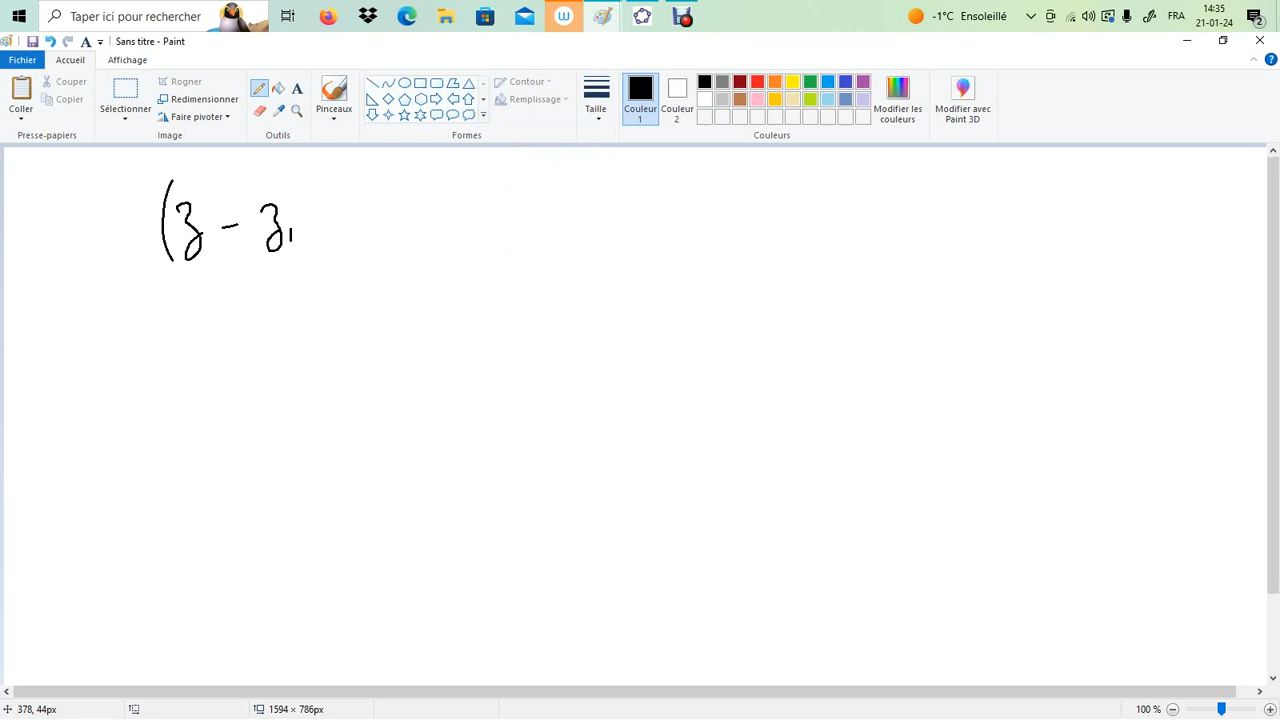 Taper ici pour rechercher
-1°C Ensoleillé
FRA
14:35
21-01-24
2
Sans titre - Paint
Fichier
Accueil
Affichage
Coller
Couper
Copier
Presse-papiers
Sélectionner
Rogner
Redimensionner
Faire pivoter
Image
A
Outils
Pinceaux
Contour
Remplissage
Formes
Taille
Couleur 1
Couleur 2
Couleurs
Modifier les couleurs
Modifier avec Paint 3D
(z - z₁
378, 44px
1594 × 786px
100 %